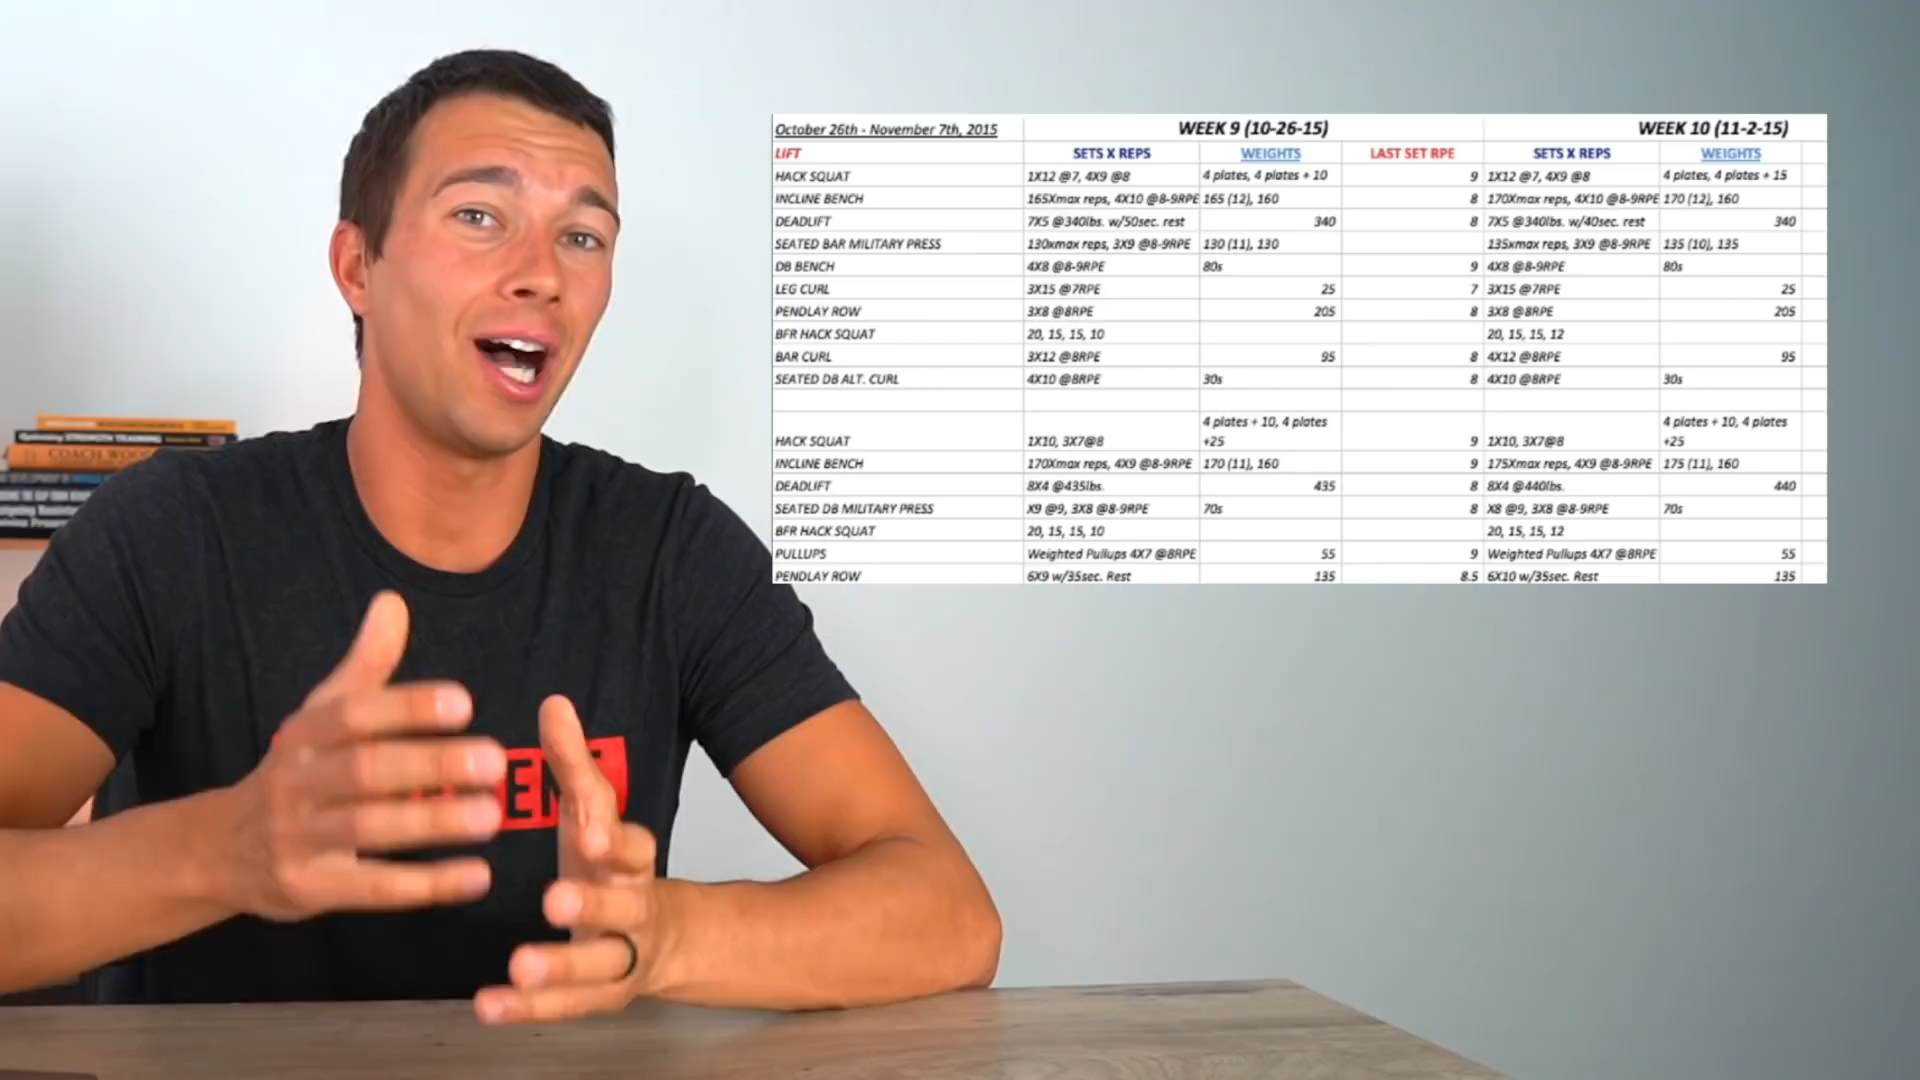 October 26th - November 7th, 2015 WEEK 9 (10-26-15) WEEK 10 (11-2-15)
LIFT SETS X REPS WEIGHTS LAST SET RPE SETS X REPS WEIGHTS
HACK SQUAT 1X12 @7, 4X9 @8 4 plates, 4 plates + 10 9 1X12 @7, 4X9 @8 4 plates, 4 plates + 15
INCLINE BENCH 165Xmax reps, 4X10 @8-9RPE 165 (12), 160 8 170Xmax reps, 4X10 @8-9RPE 170 (12), 160
DEADLIFT 7X5 @340lbs. w/50sec. rest 340 8 7X5 @340lbs. w/40sec. rest 340
SEATED BAR MILITARY PRESS 130xmax reps, 3X9 @8-9RPE 130 (11), 130 135xmax reps, 3X9 @8-9RPE 135 (10), 135
DB BENCH 4X8 @8-9RPE 80s 9 4X8 @8-9RPE 80s
LEG CURL 3X15 @7RPE 25 7 3X15 @7RPE 25
PENDLAY ROW 3X8 @8RPE 205 8 3X8 @8RPE 205
BFR HACK SQUAT 20, 15, 15, 10 20, 15, 15, 12
BAR CURL 3X12 @8RPE 95 8 4X12 @8RPE 95
SEATED DB ALT. CURL 4X10 @8RPE 30s 8 4X10 @8RPE 30s
4 plates + 10, 4 plates 4 plates + 10, 4 plates
HACK SQUAT 1X10, 3X7@8 +25 9 1X10, 3X7@8 +25
INCLINE BENCH 170Xmax reps, 4X9 @8-9RPE 170 (11), 160 9 175Xmax reps, 4X9 @8-9RPE 175 (11), 160
DEADLIFT 8X4 @435lbs. 435 8 8X4 @440lbs. 440
SEATED DB MILITARY PRESS X9 @9, 3X8 @8-9RPE 70s 8 X8 @9, 3X8 @8-9RPE 70s
BFR HACK SQUAT 20, 15, 15, 10 20, 15, 15, 12
PULLUPS Weighted Pullups 4X7 @8RPE 55 9 Weighted Pullups 4X7 @8RPE 55
PENDLAY ROW 6X9 w/35sec. Rest 135 8.5 6X10 w/35sec. Rest 135
STRENGTH TRAINING
COACH WOO